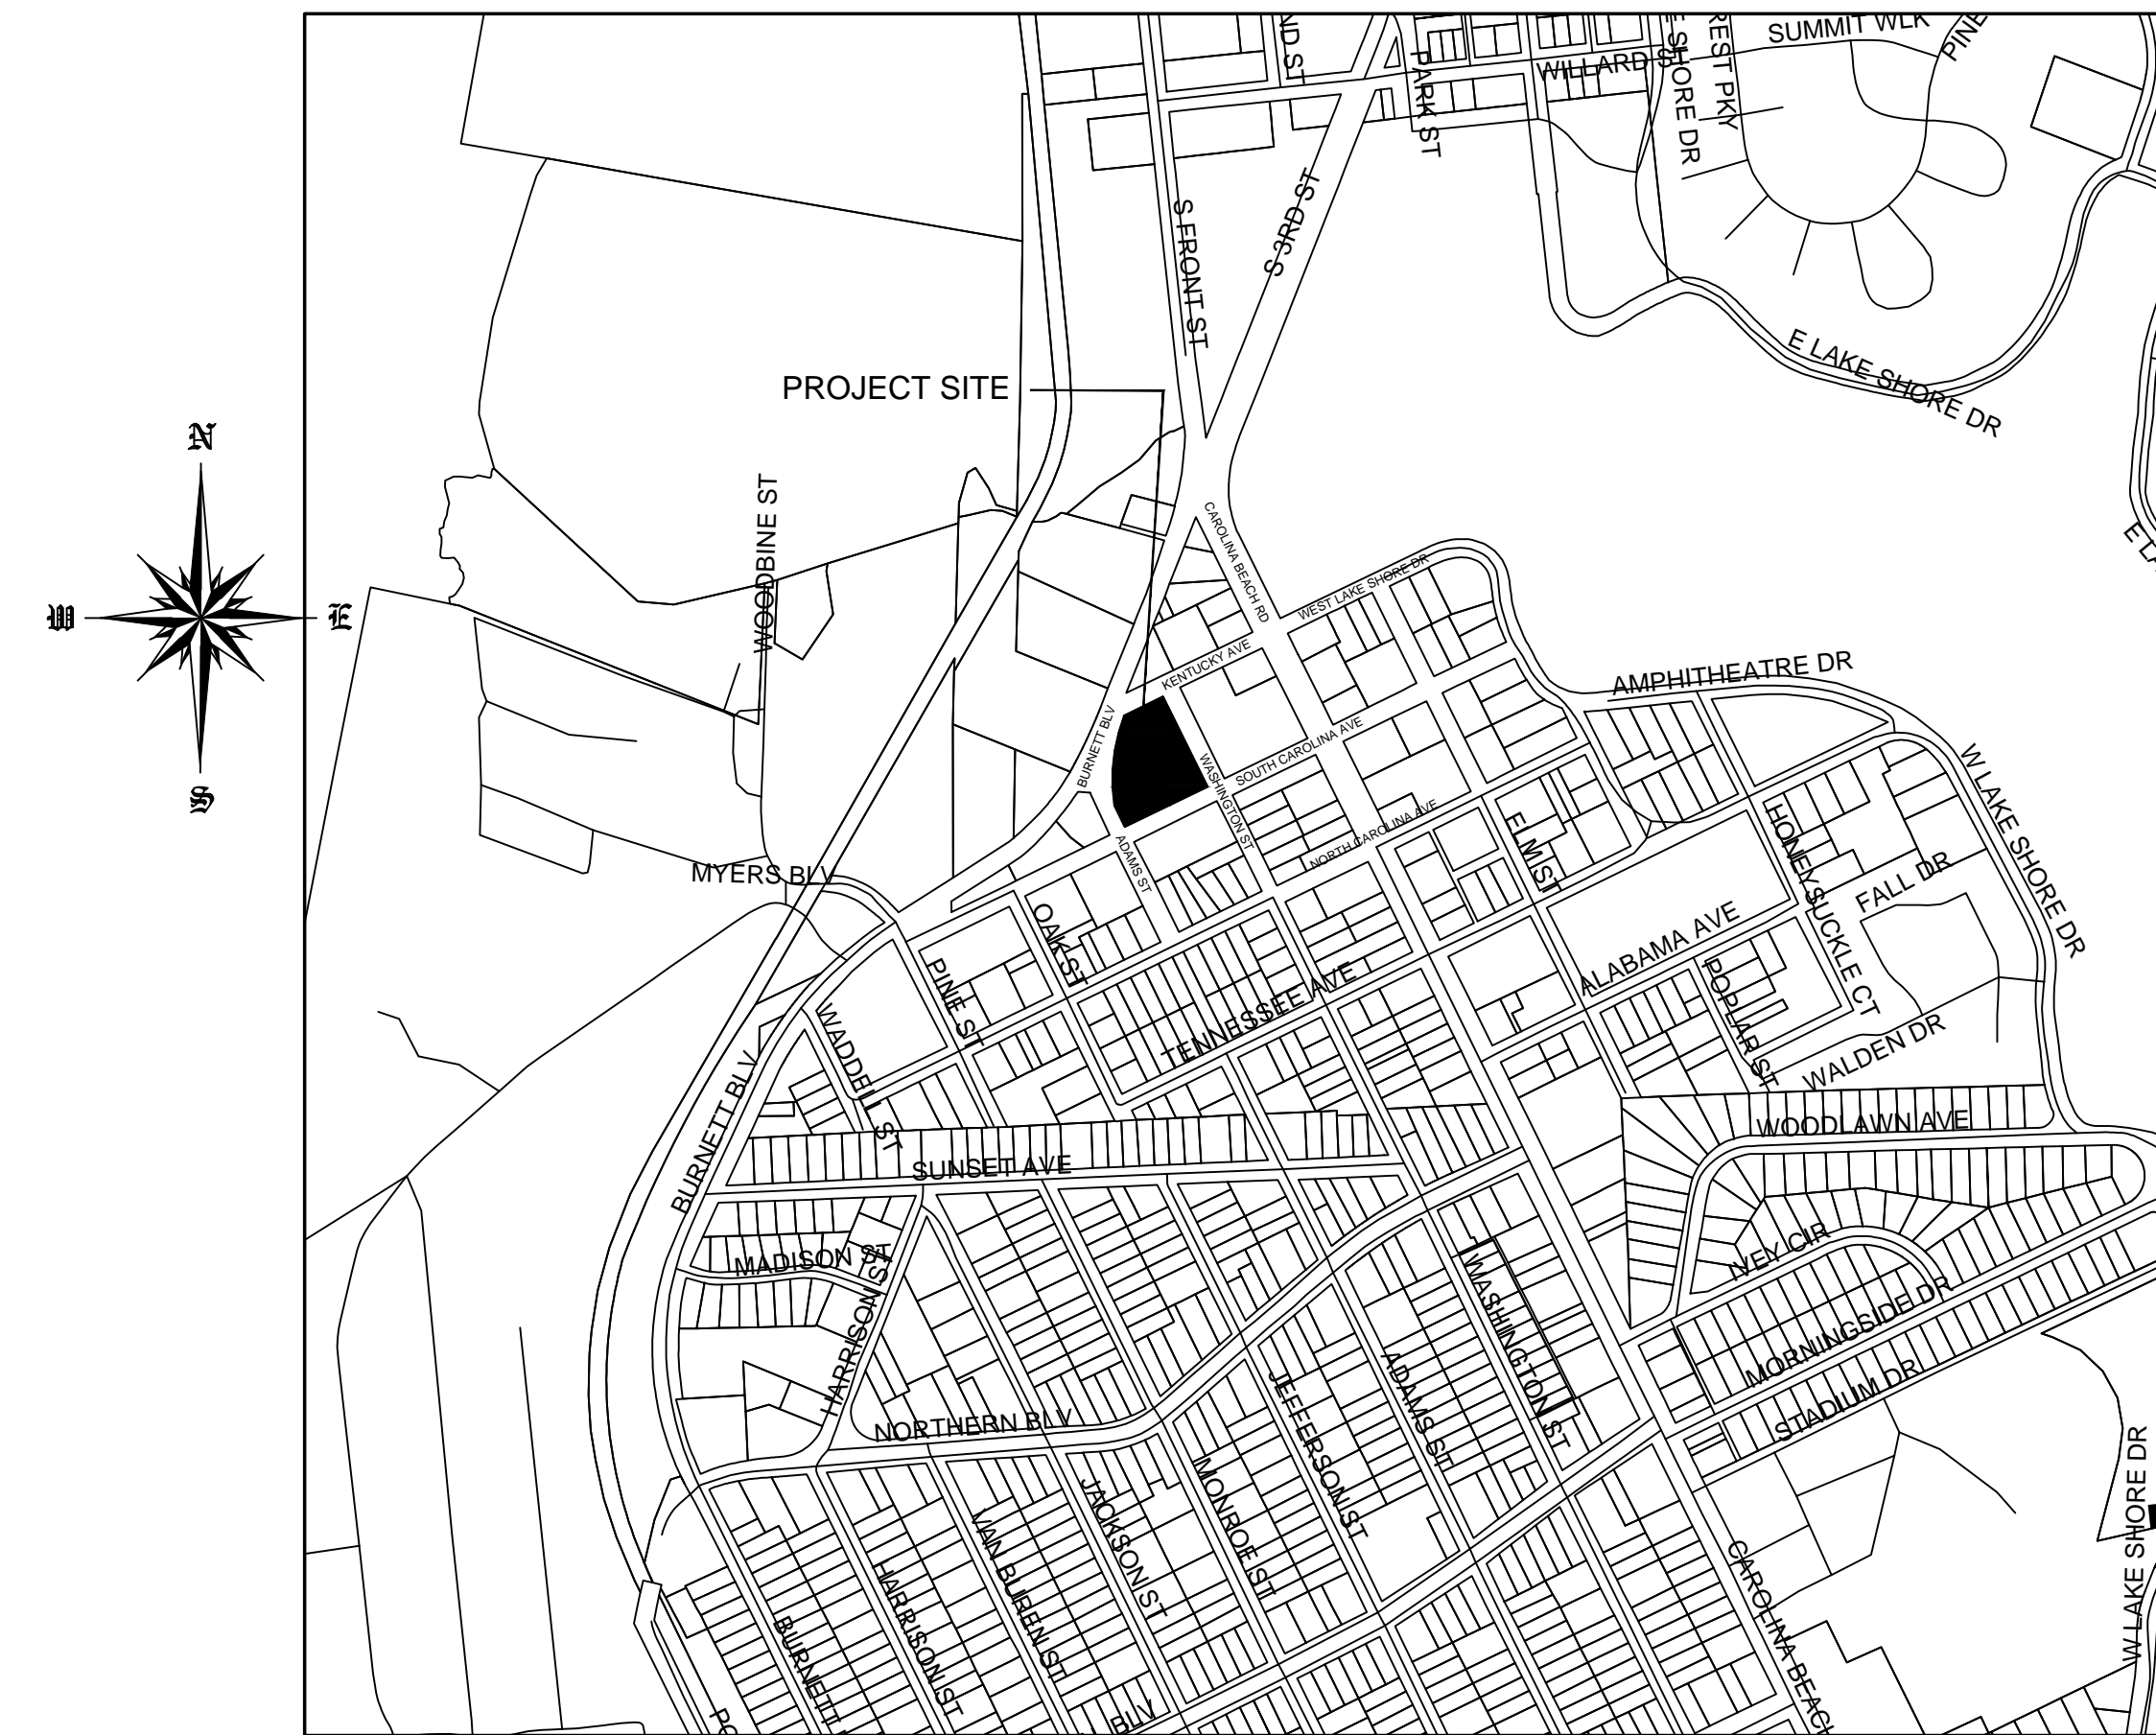 SUMMIT WLK
WILLARD ST
PARK ST
S FRONT ST
S 3RD ST
E LAKE SHORE DR
PROJECT SITE
N
W
E
S
WOODBINE ST
CAROLINA BEACH RD
WEST LAKE SHORE DR
KENTUCKY AVE
AMPHITHEATRE DR
BURNETT BLV
SOUTH CAROLINA AVE
WASHINGTON ST
NORTH CAROLINA AVE
ADAMS ST
ELM ST
W LAKE SHORE DR
HONEYSUCKLE CT
FALL DR
MYERS BLV
OAK ST
ALABAMA AVE
PINE ST
TENNESSEE AVE
POPLAR ST
WALDEN DR
WADDELL ST
BURNETT BLV
WOODLAWN AVE
SUNSET AVE
MADISON ST
HARRISON ST
IVEY CIR
MORNINGSIDE DR
STADIUM DR
WASHINGTON ST
ADAMS ST
JEFFERSON ST
NORTHERN BLV
MONROE ST
JACKSON ST
VAN BUREN ST
HARRISON ST
BURNETT
CAROLINA BEACH
W LAKE SHORE DR
BLV